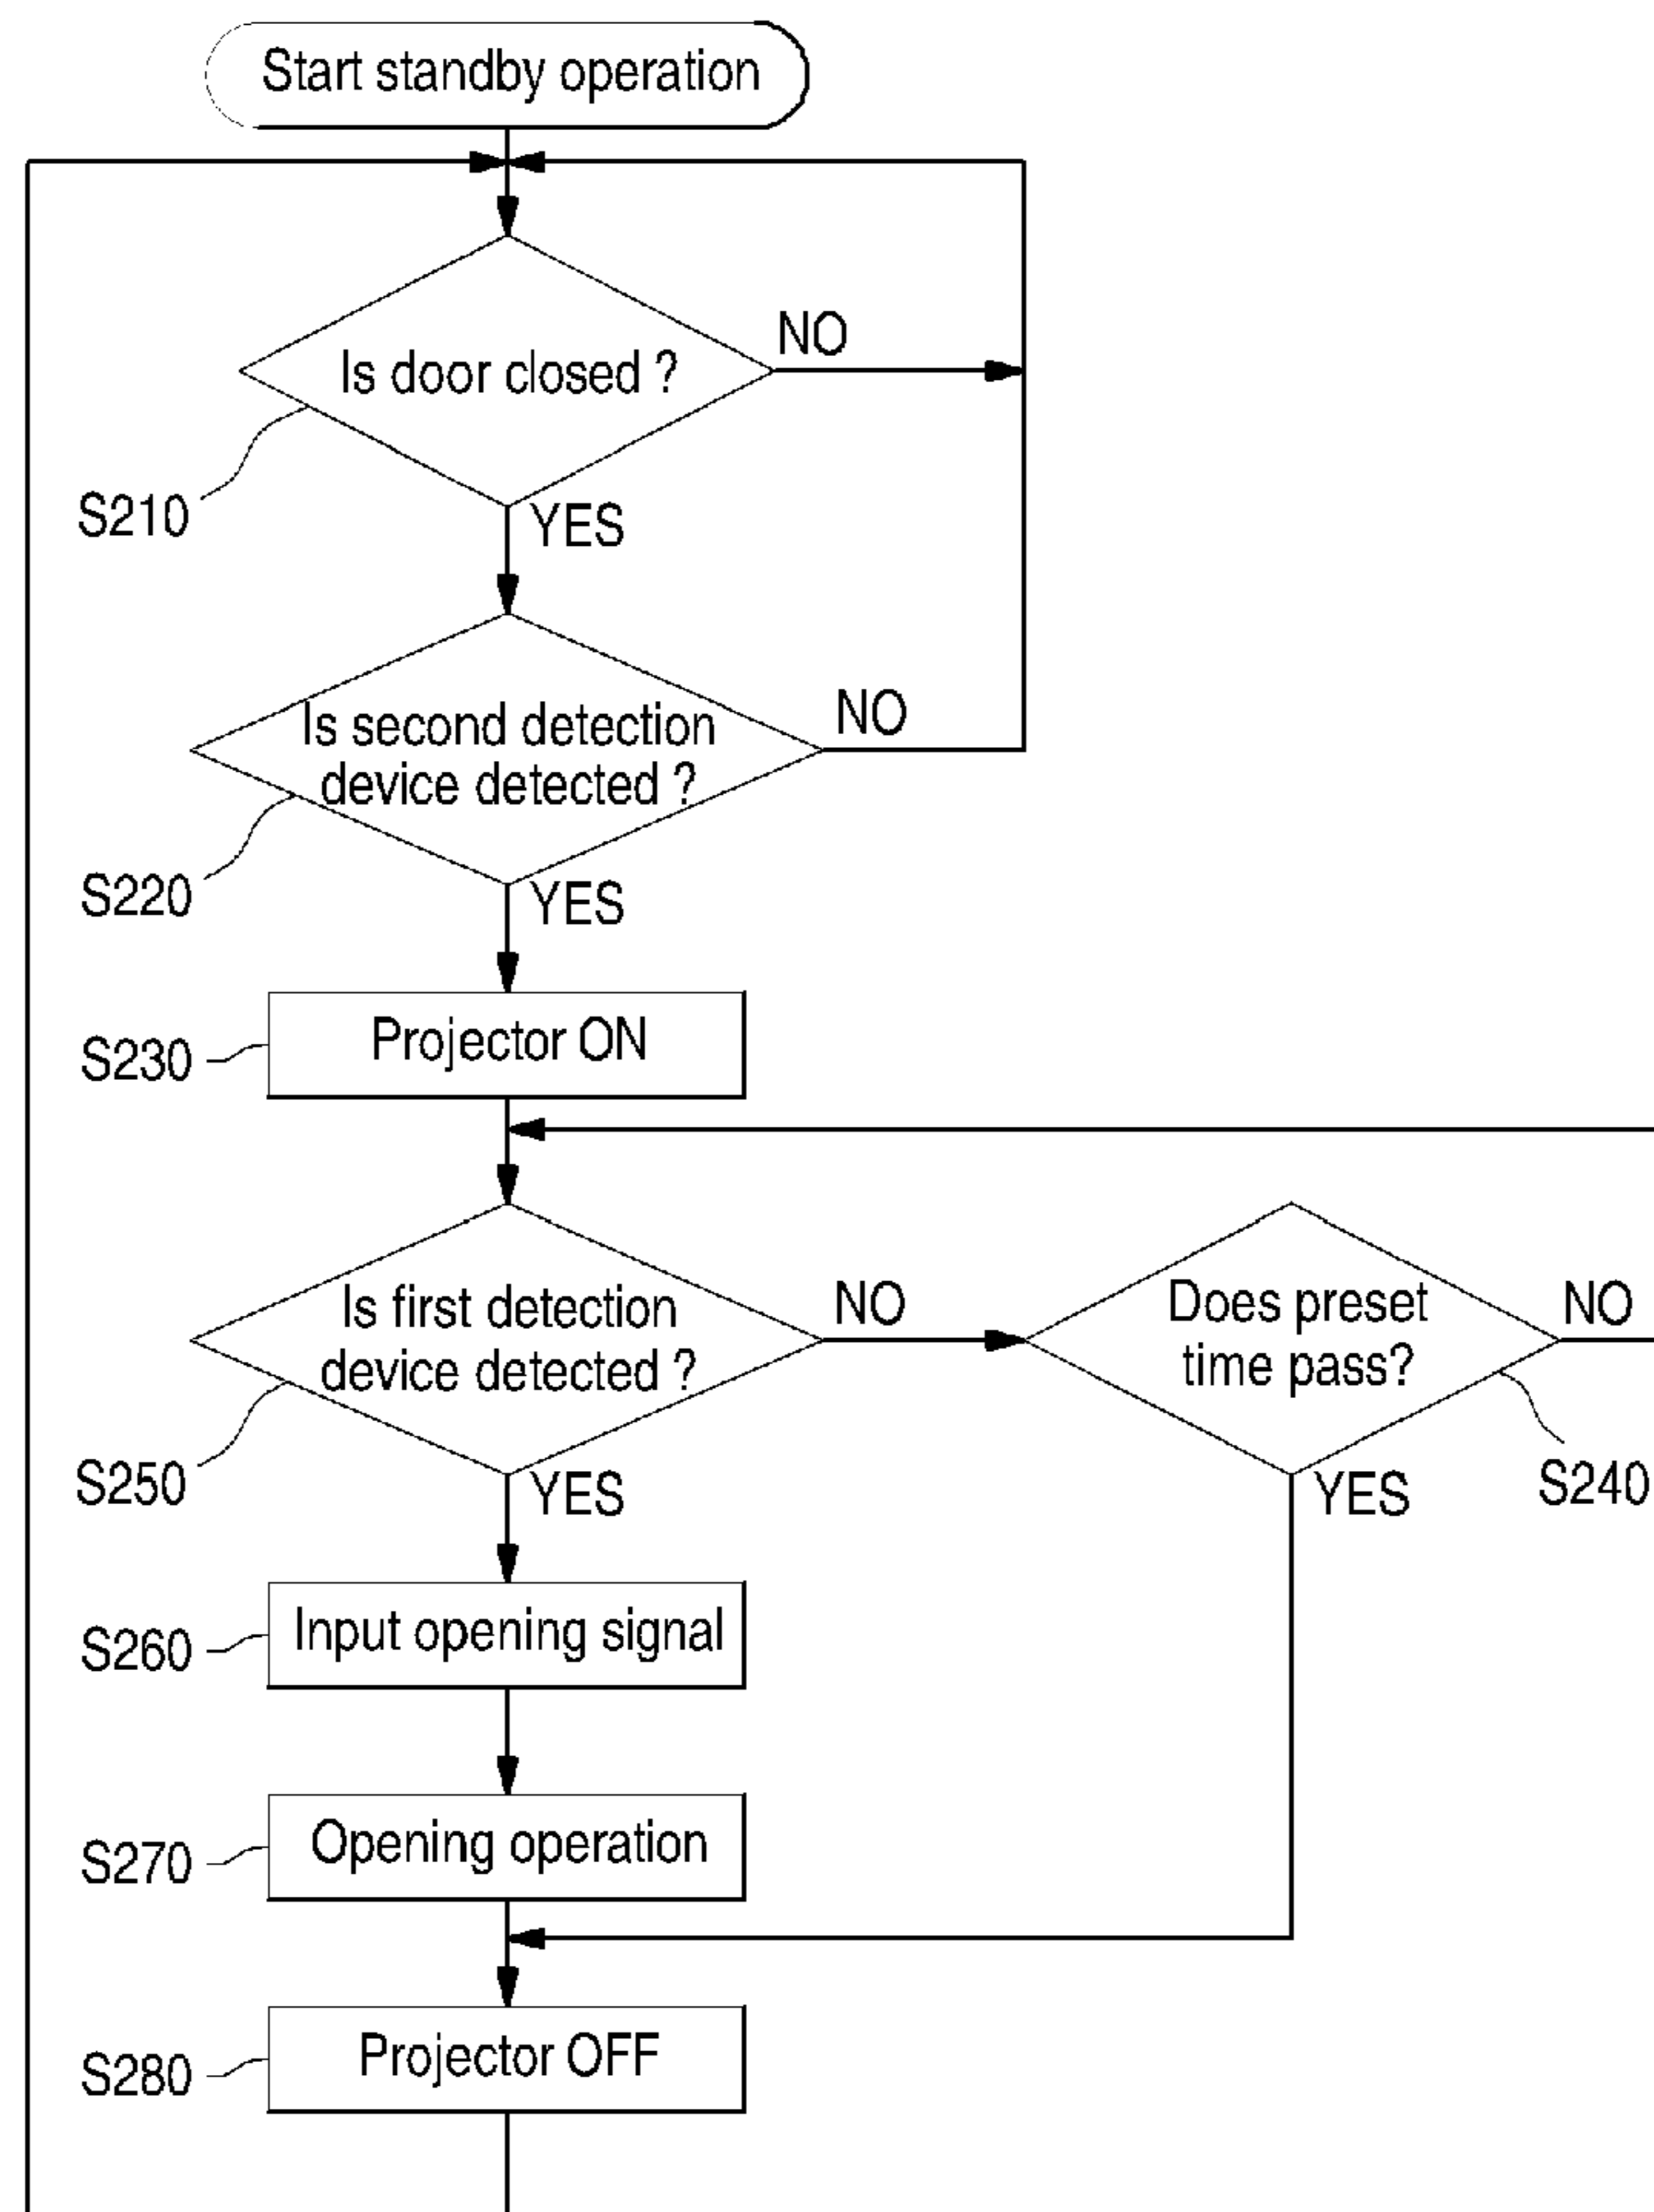 Start standby operation
Is door closed ?
NO
S210
YES
Is second detection
device detected ?
NO
S220
YES
Projector ON
S230
Is first detection
device detected ?
NO
Does preset
time pass?
NO
S250
YES
YES
S240
Input opening signal
S260
Opening operation
S270
Projector OFF
S280